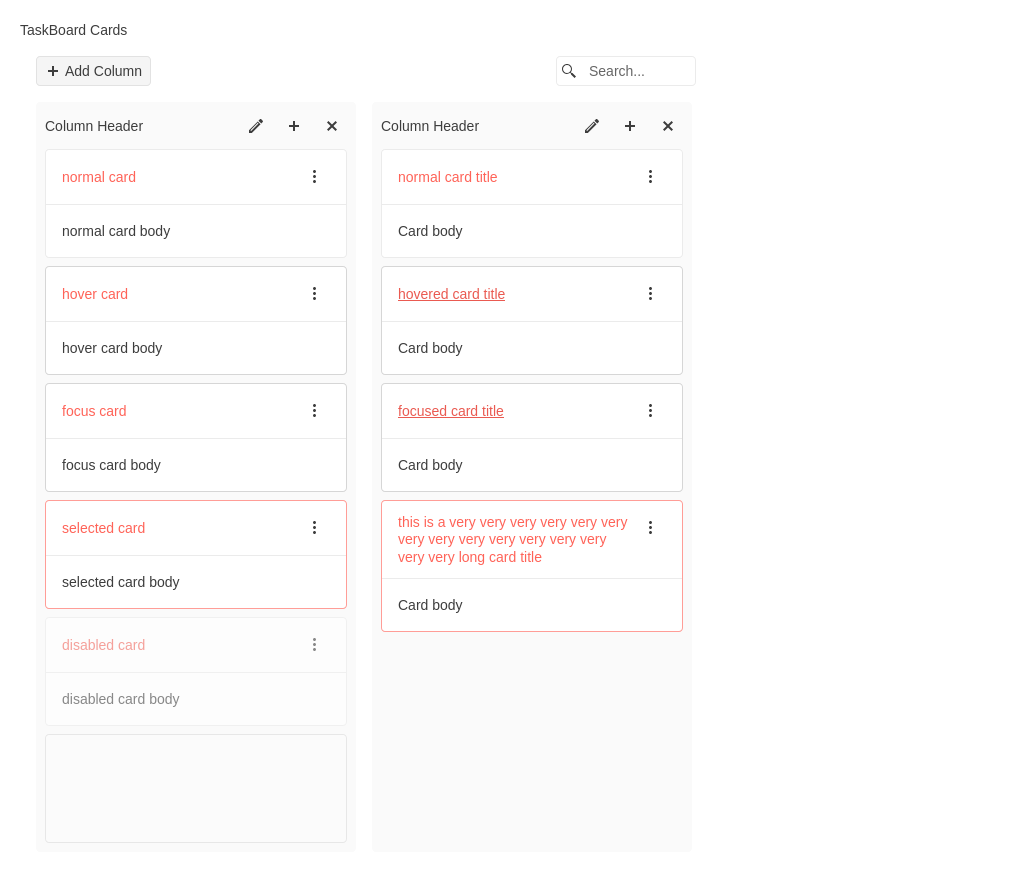 TaskBoard Cards
Add Column
Search...
Column Header
normal card
normal card body
hover card
hover card body
focus card
focus card body
selected card
selected card body
disabled card
disabled card body
Column Header
normal card title
Card body
hovered card title
Card body
focused card title
Card body
this is a very very very very very very
very very very very very very very
very very long card title
Card body